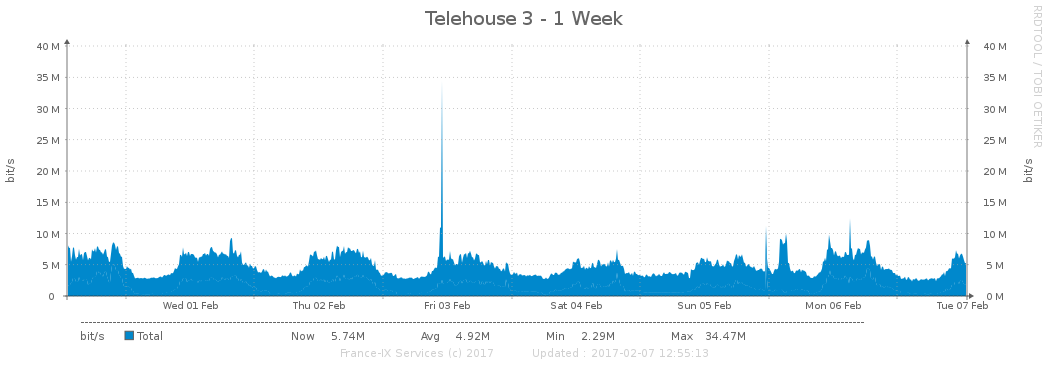 Telehouse 3 - 1 Week
RRDTOOL / TOBI OETIKER
40 M 40 M
35 M 35 M
30 M 30 M
25 M 25 M
20 M 20 M
15 M 15 M
10 M 10 M
5 M 5 M
0 0 M
bit/s
bit/s
Wed 01 Feb Thu 02 Feb Fri 03 Feb Sat 04 Feb Sun 05 Feb Mon 06 Feb Tue 07 Feb
bit/s Total Now 5.74M Avg 4.92M Min 2.29M Max 34.47M
France-IX Services (c) 2017 Updated : 2017-02-07 12:55:13